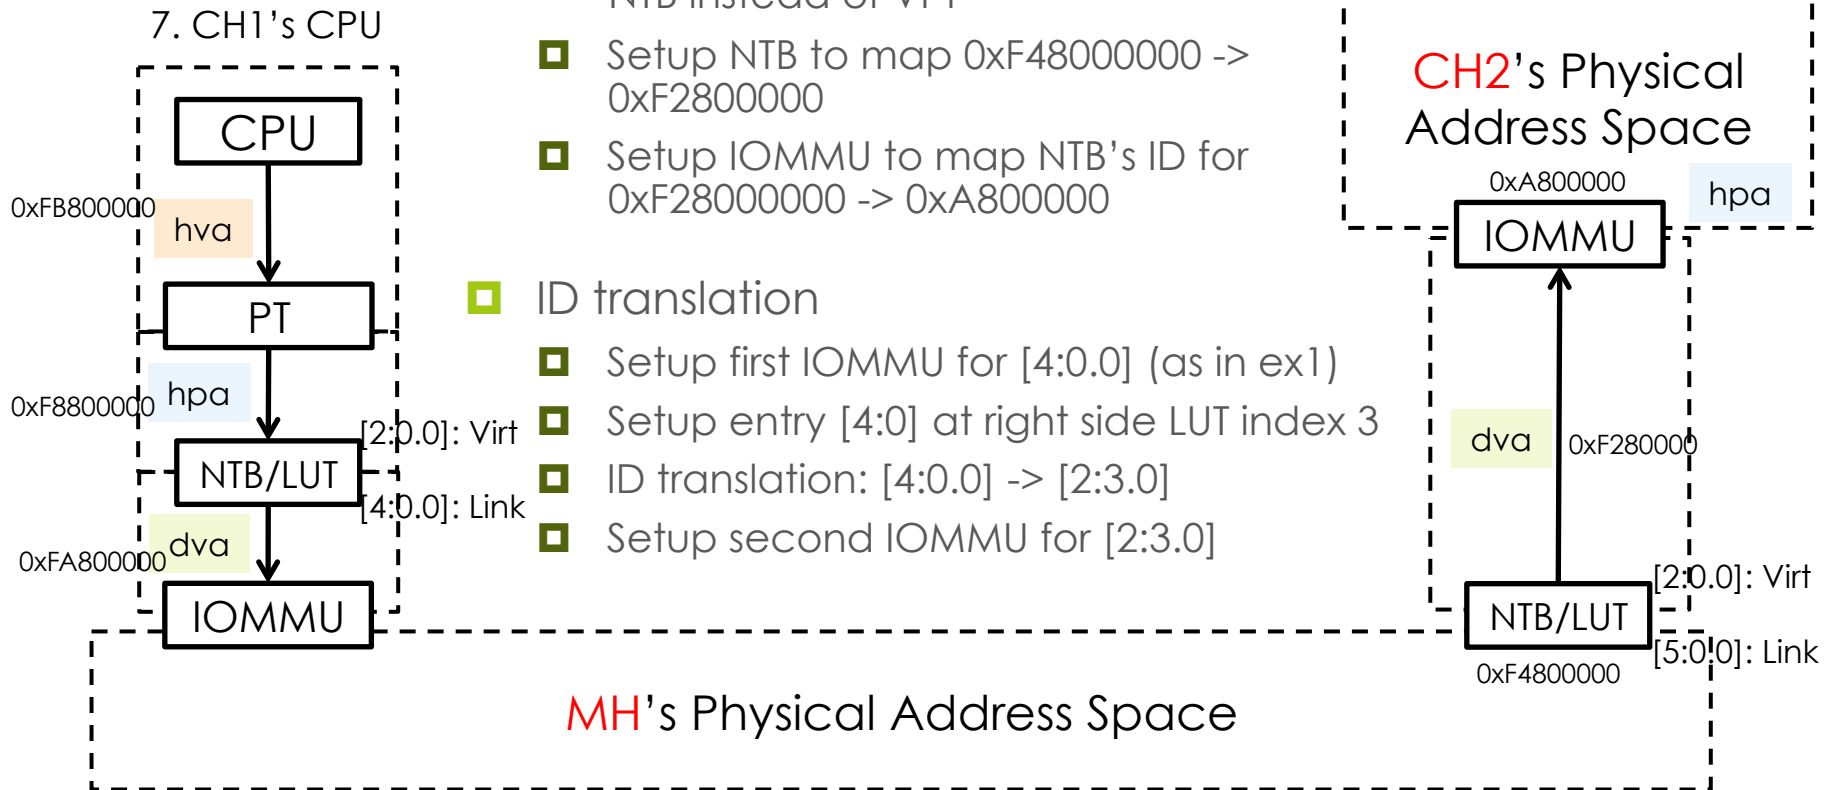 NTB instead of VF1
7. CH1's CPU
Setup NTB to map 0xF48000000 ->
0xF2800000
Setup IOMMU to map NTB's ID for
0xF28000000 -> 0xA800000
CPU
0xFB800000
hva
PT
hpa
0xF8800000
[2:0.0]: Virt
NTB/LUT
[4:0.0]: Link
dva
0xFA800000
IOMMU
ID translation
Setup first IOMMU for [4:0.0] (as in ex1)
Setup entry [4:0] at right side LUT index 3
ID translation: [4:0.0] -> [2:3.0]
Setup second IOMMU for [2:3.0]
CH2's Physical
Address Space
0xA800000
hpa
IOMMU
dva
0xF280000
[2:0.0]: Virt
NTB/LUT
[5:0.0]: Link
0xF4800000
MH's Physical Address Space